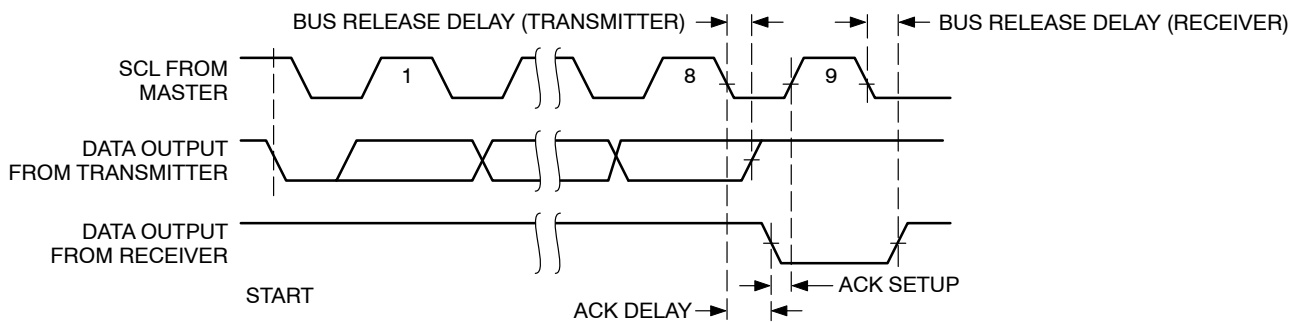 BUS RELEASE DELAY (TRANSMITTER)
BUS RELEASE DELAY (RECEIVER)
SCL FROM
MASTER
1
8
9
DATA OUTPUT
FROM TRANSMITTER
DATA OUTPUT
FROM RECEIVER
START
ACK SETUP
ACK DELAY